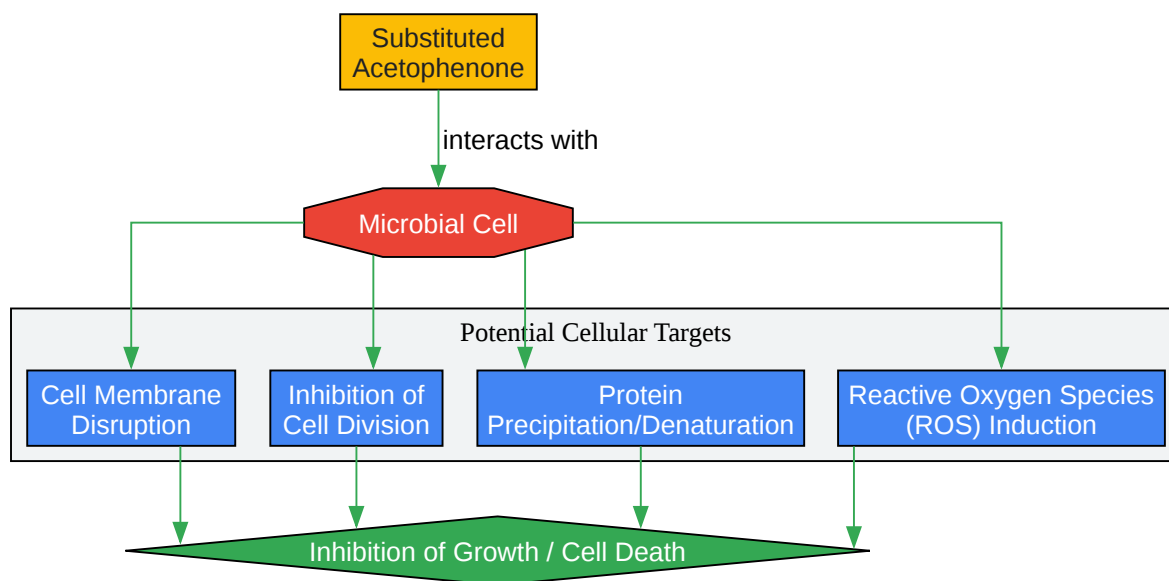 Substituted
Acetophenone
interacts with
Microbial Cell
Potential Cellular Targets
Cell Membrane
Disruption
Inhibition of
Cell Division
Protein
Precipitation/Denaturation
Reactive Oxygen Species
(ROS) Induction
Inhibition of Growth / Cell Death